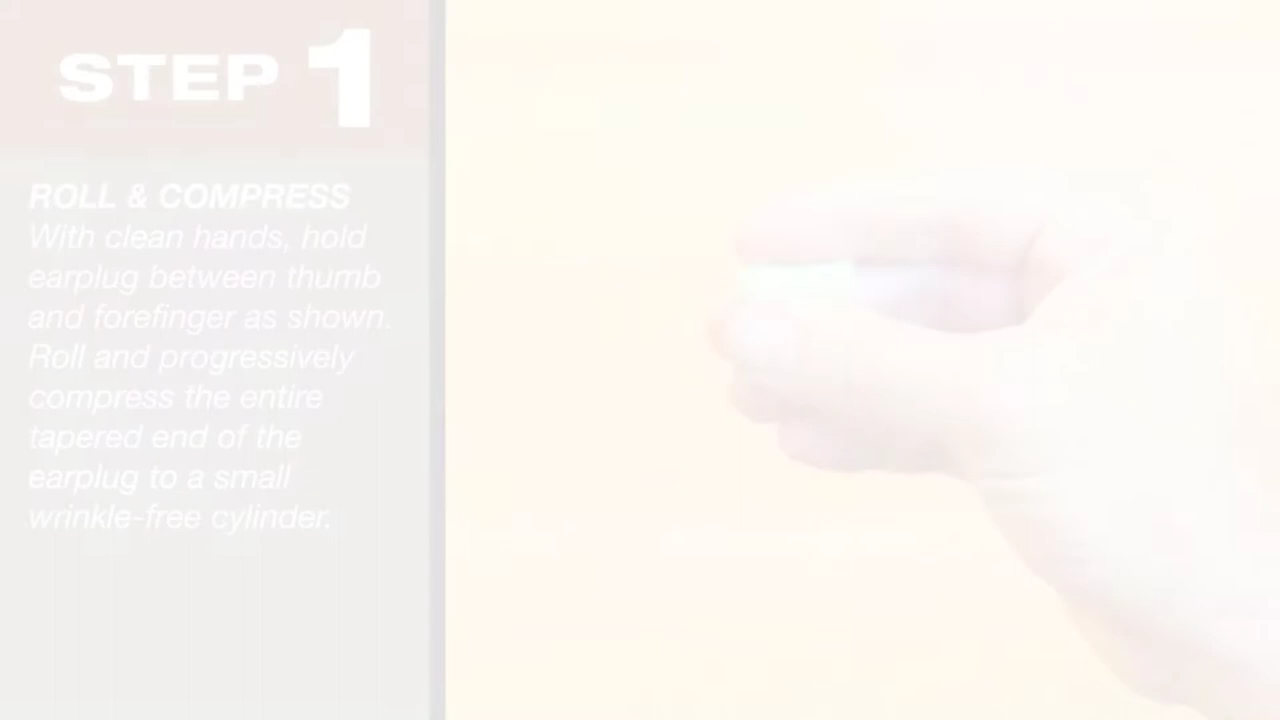 STEP 1
ROLL & COMPRESS
With clean hands, hold
earplug between thumb
and forefinger as shown.
Roll and progressively
compress the entire
tapered end of the
earplug to a small
wrinkle-free cylinder.